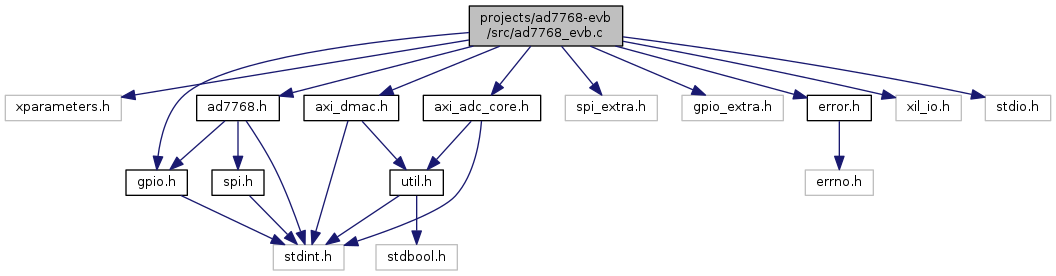 projects/ad7768-evb
/src/ad7768_evb.c
xparameters.h
ad7768.h
axi_dmac.h
axi_adc_core.h
spi_extra.h
gpio_extra.h
error.h
xil_io.h
stdio.h
gpio.h
spi.h
util.h
errno.h
stdint.h
stdbool.h